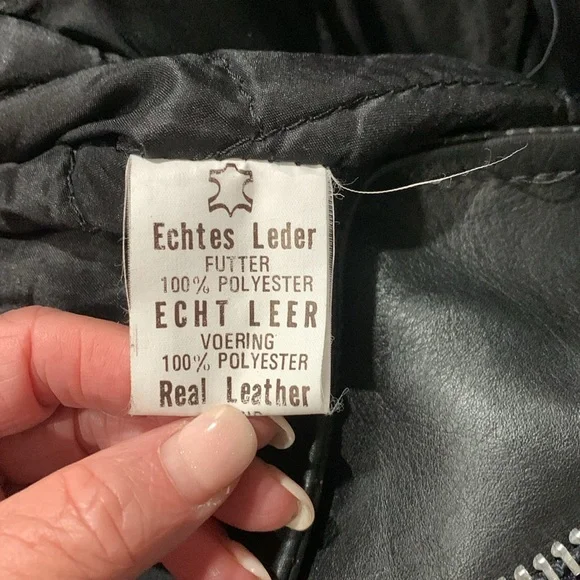 Echtes Leder
FUTTER
100% POLYESTER
ECHT LEER
VOERING
100% POLYESTER
Real Leather